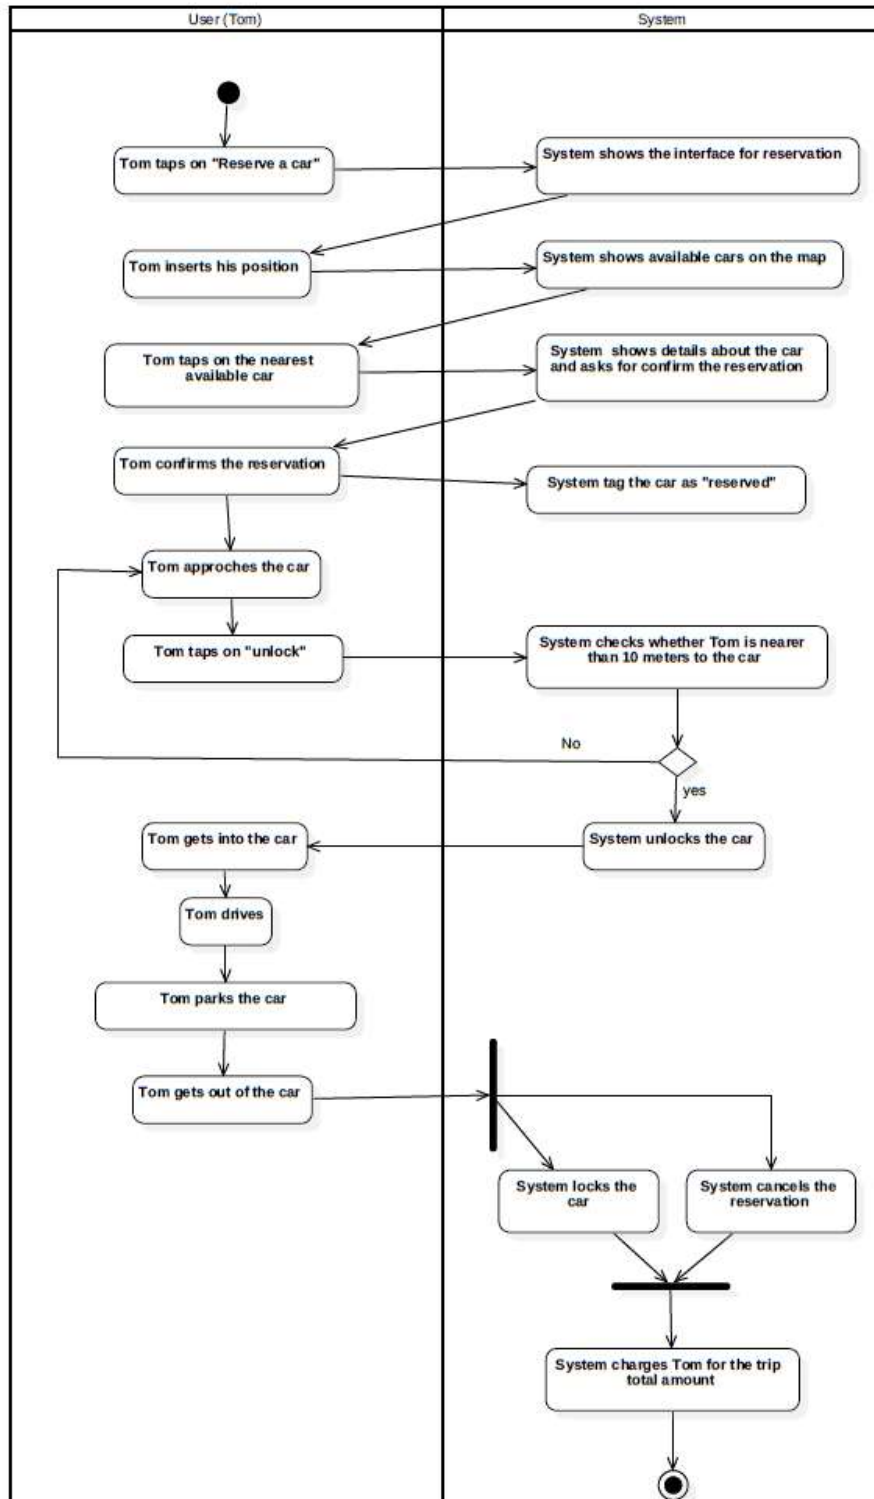 User (Tom)
System
Tom taps on "Reserve a car"
System shows the interface for reservation
Tom inserts his position
System shows available cars on the map
Tom taps on the nearest
available car
System shows details about the car
and asks for confirm the reservation
Tom confirms the reservation
System tag the car as "reserved"
Tom approches the car
Tom taps on "unlock"
System checks whether Tom is nearer
than 10 meters to the car
No
yes
Tom gets into the car
System unlocks the car
Tom drives
Tom parks the car
Tom gets out of the car
System locks the
car
System cancels the
reservation
System charges Tom for the trip
total amount